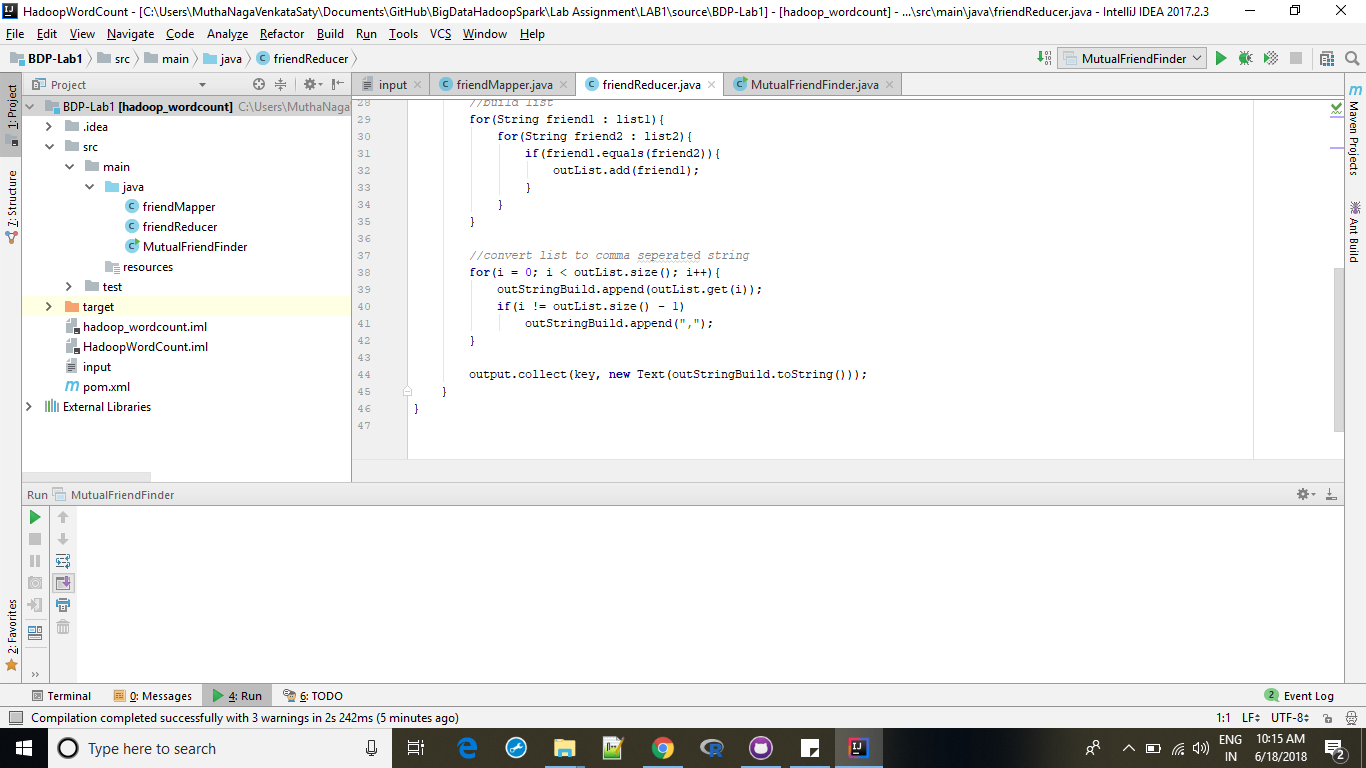 HadoopWordCount - [C:\Users\MuthaNagaVenkataSaty\Documents\GitHub\BigDataHadoopSpark\Lab Assignment\LAB1\source\BDP-Lab1] - [hadoop_wordcount] - ...\src\main\java\friendReducer.java - IntelliJ IDEA 2017.2.3
File Edit View Navigate Code Analyze Refactor Build Run Tools VCS Window Help
BDP-Lab1 src main java friendReducer MutualFriendFinder
Project input friendMapper.java friendReducer.java MutualFriendFinder.java
1: Project
7: Structure
2: Favorites
BDP-Lab1 [hadoop_wordcount] C:\Users\MuthaNaga
.idea
src
main
java
friendMapper
friendReducer
MutualFriendFinder
resources
test
target
hadoop_wordcount.iml
HadoopWordCount.iml
input
pom.xml
External Libraries
28 //build list
29 for(String friend1 : list1){
30 for(String friend2 : list2){
31 if(friend1.equals(friend2)){
32 outList.add(friend1);
33 }
34 }
35 }
36
37 //convert list to comma seperated string
38 for(i = 0; i < outList.size(); i++){
39 outStringBuild.append(outList.get(i));
40 if(i != outList.size() - 1)
41 outStringBuild.append(",");
42 }
43
44 output.collect(key, new Text(outStringBuild.toString()));
45 }
46 }
47
Maven Projects
Ant Build
Run MutualFriendFinder
Terminal 0: Messages 4: Run 6: TODO 2 Event Log
Compilation completed successfully with 3 warnings in 2s 242ms (5 minutes ago) 1:1 LF UTF-8
Type here to search
ENG
IN
10:15 AM
6/18/2018
2